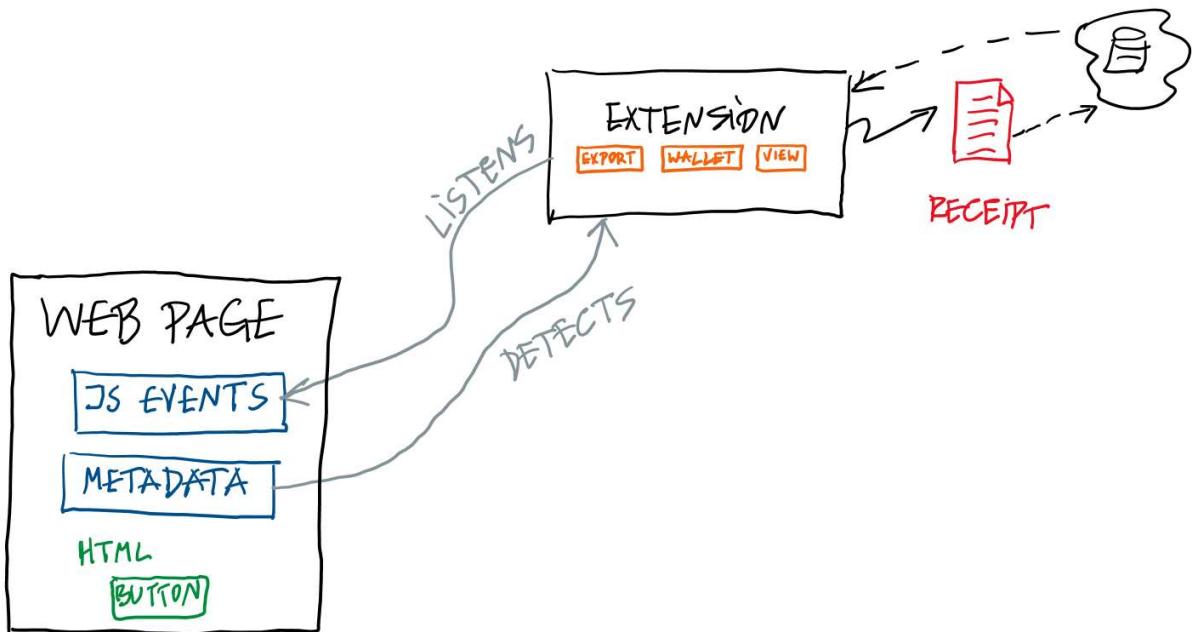 EXTENSION
EXPORT WALLET VIEW
RECEIPT
LISTENS
DETECTS
WEB PAGE
JS EVENTS
METADATA
HTML
BUTTON